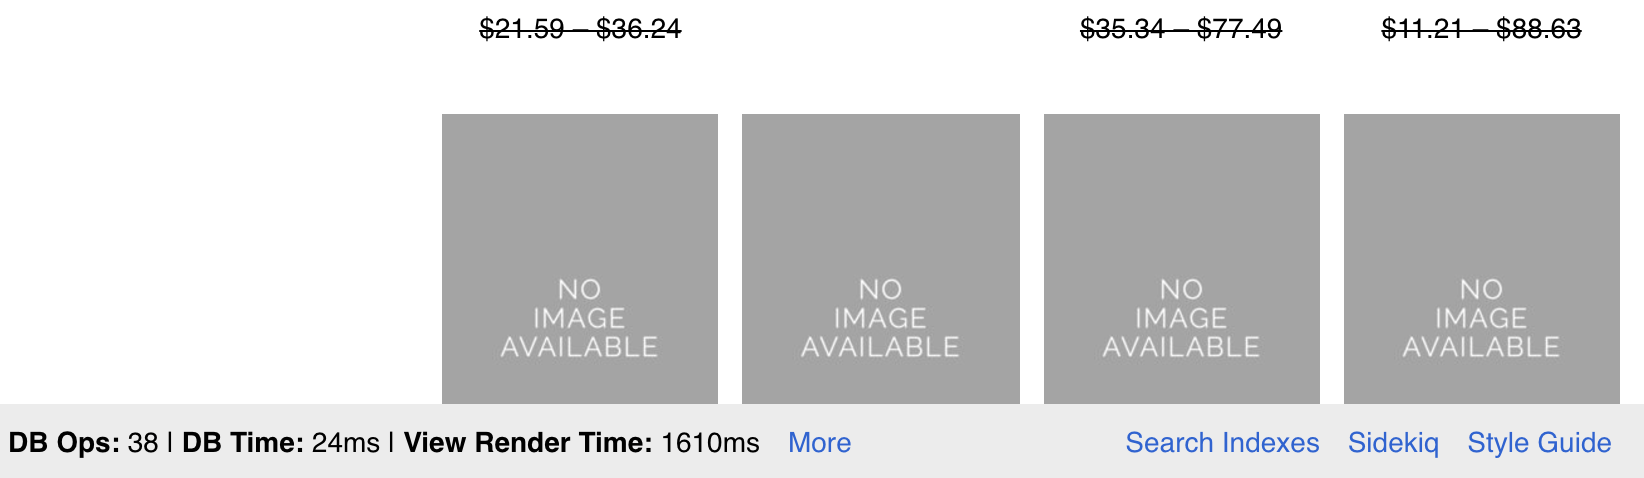 $21.59 – $36.24 $35.34 – $77.49 $11.21 – $88.63
NO NO NO NO
IMAGE IMAGE IMAGE IMAGE
AVAILABLE AVAILABLE AVAILABLE AVAILABLE
DB Ops: 38 | DB Time: 24ms | View Render Time: 1610ms More Search Indexes Sidekiq Style Guide